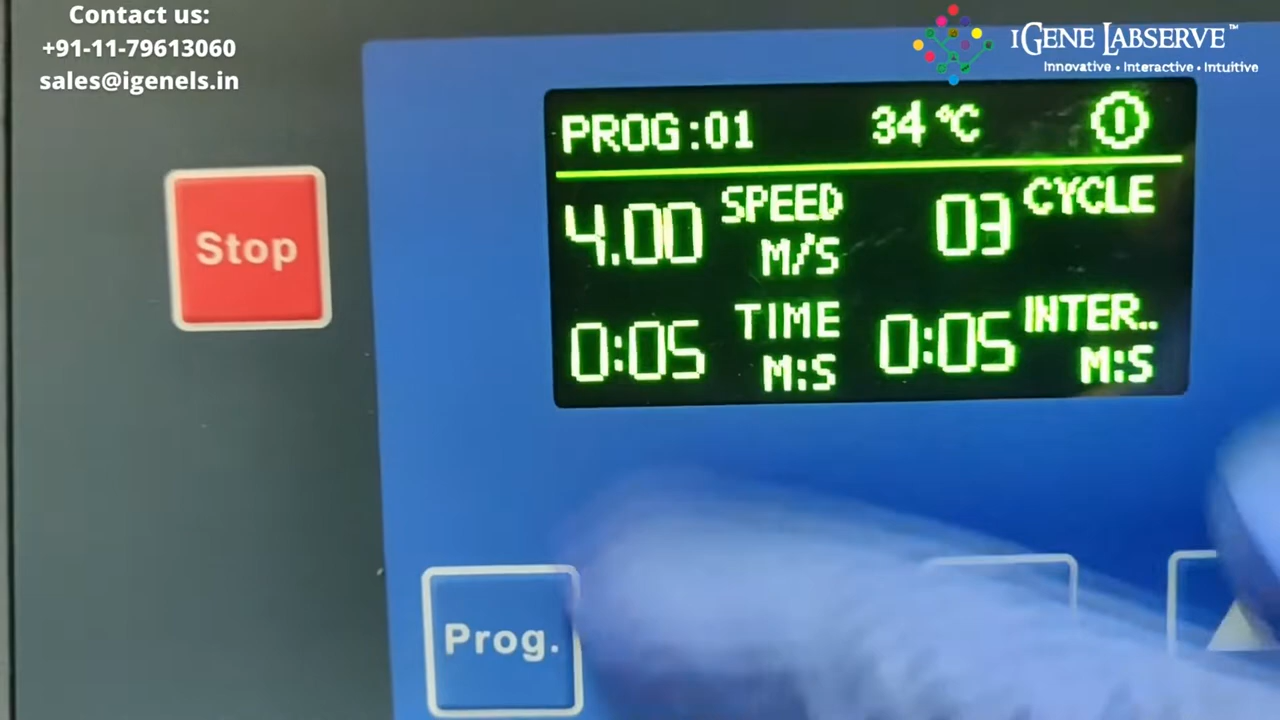 Contact us:
+91-11-79613060
sales@igenels.in
iGene Labserve™
Innovative • Interactive • Intuitive
PROG:01 34 °C
4.00 SPEED M/S 03 CYCLE
0:05 TIME M:S 0:05 INTER.. M:S
Stop
Prog.